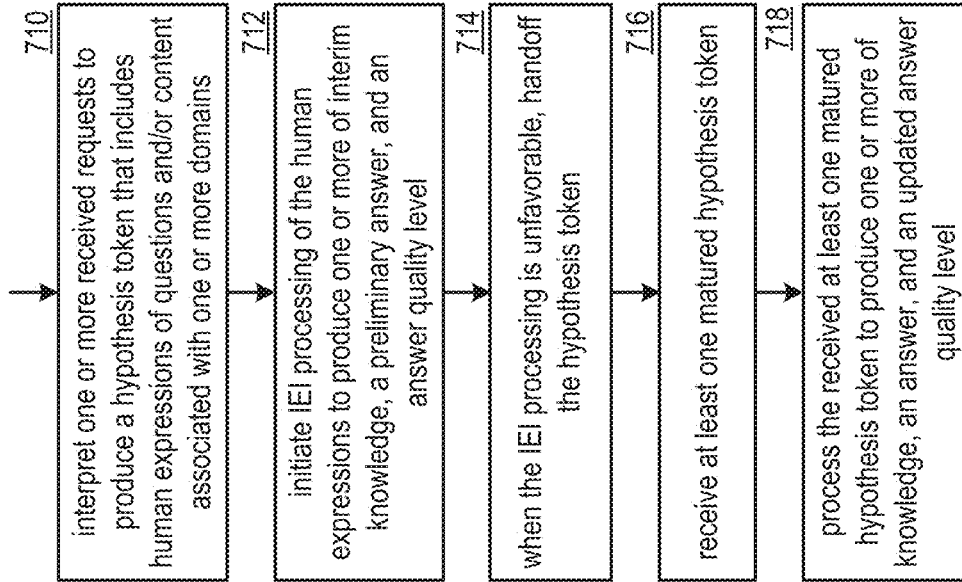 710
interpret one or more received requests to
produce a hypothesis token that includes
human expressions of questions and/or content
associated with one or more domains
712
initiate IEI processing of the human
expressions to produce one or more of interim
knowledge, a preliminary answer, and an
answer quality level
714
when the IEI processing is unfavorable, handoff
the hypothesis token
716
receive at least one matured hypothesis token
718
process the received at least one matured
hypothesis token to produce one or more of
knowledge, an answer, and an updated answer
quality level